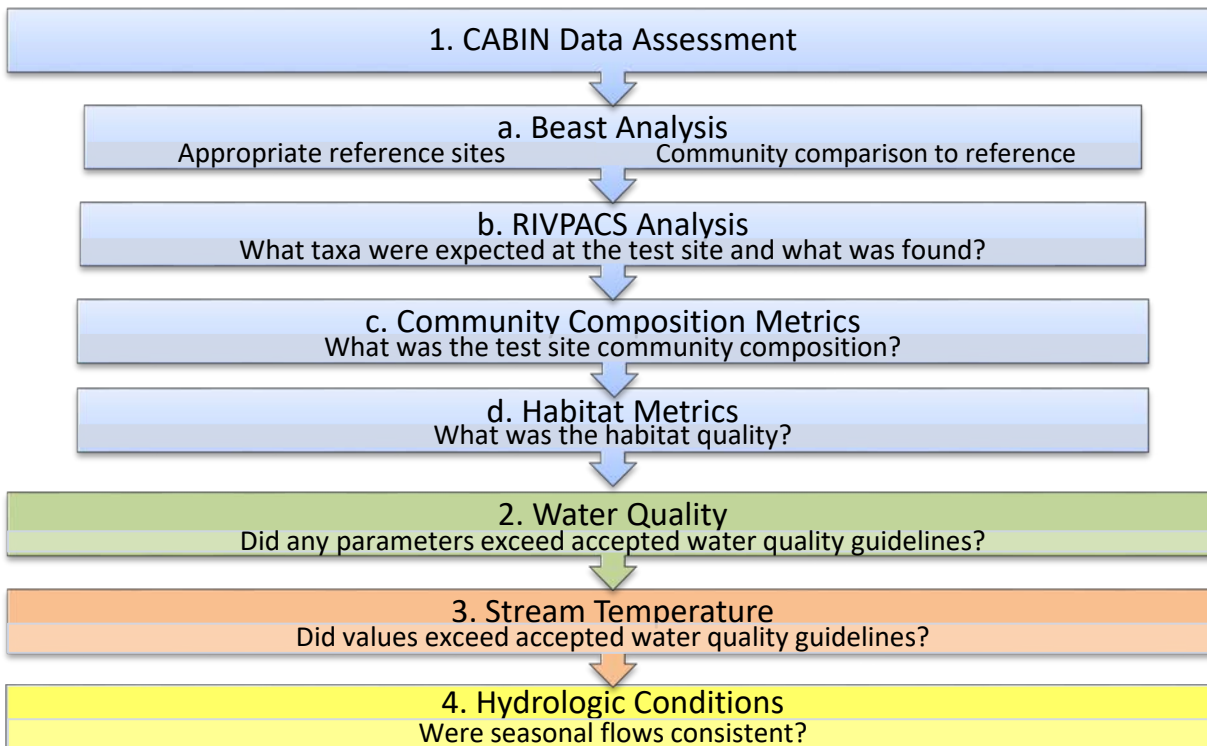 1. CABIN Data Assessment
a. Beast Analysis
Appropriate reference sites Community comparison to reference
b. RIVPACS Analysis
What taxa were expected at the test site and what was found?
c. Community Composition Metrics
What was the test site community composition?
d. Habitat Metrics
What was the habitat quality?
2. Water Quality
Did any parameters exceed accepted water quality guidelines?
3. Stream Temperature
Did values exceed accepted water quality guidelines?
4. Hydrologic Conditions
Were seasonal flows consistent?